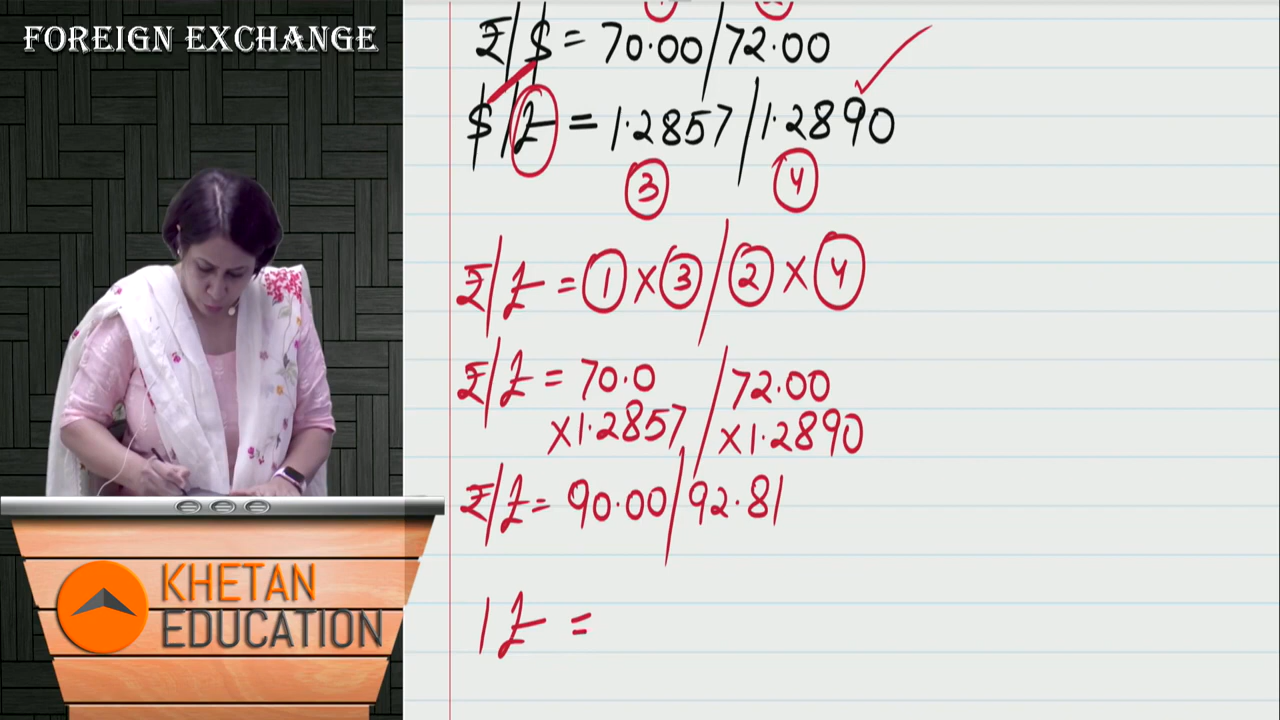 FOREIGN EXCHANGE
₹/$ = 70.00/72.00
$/£ = 1.2857/1.2890
3 4
₹/£ = 1 × 3 / 2 × 4
₹/£ = 70.0 / 72.00
×1.2857 / ×1.2890
₹/£ = 90.00/92.81
1£ =
KHETAN
EDUCATION